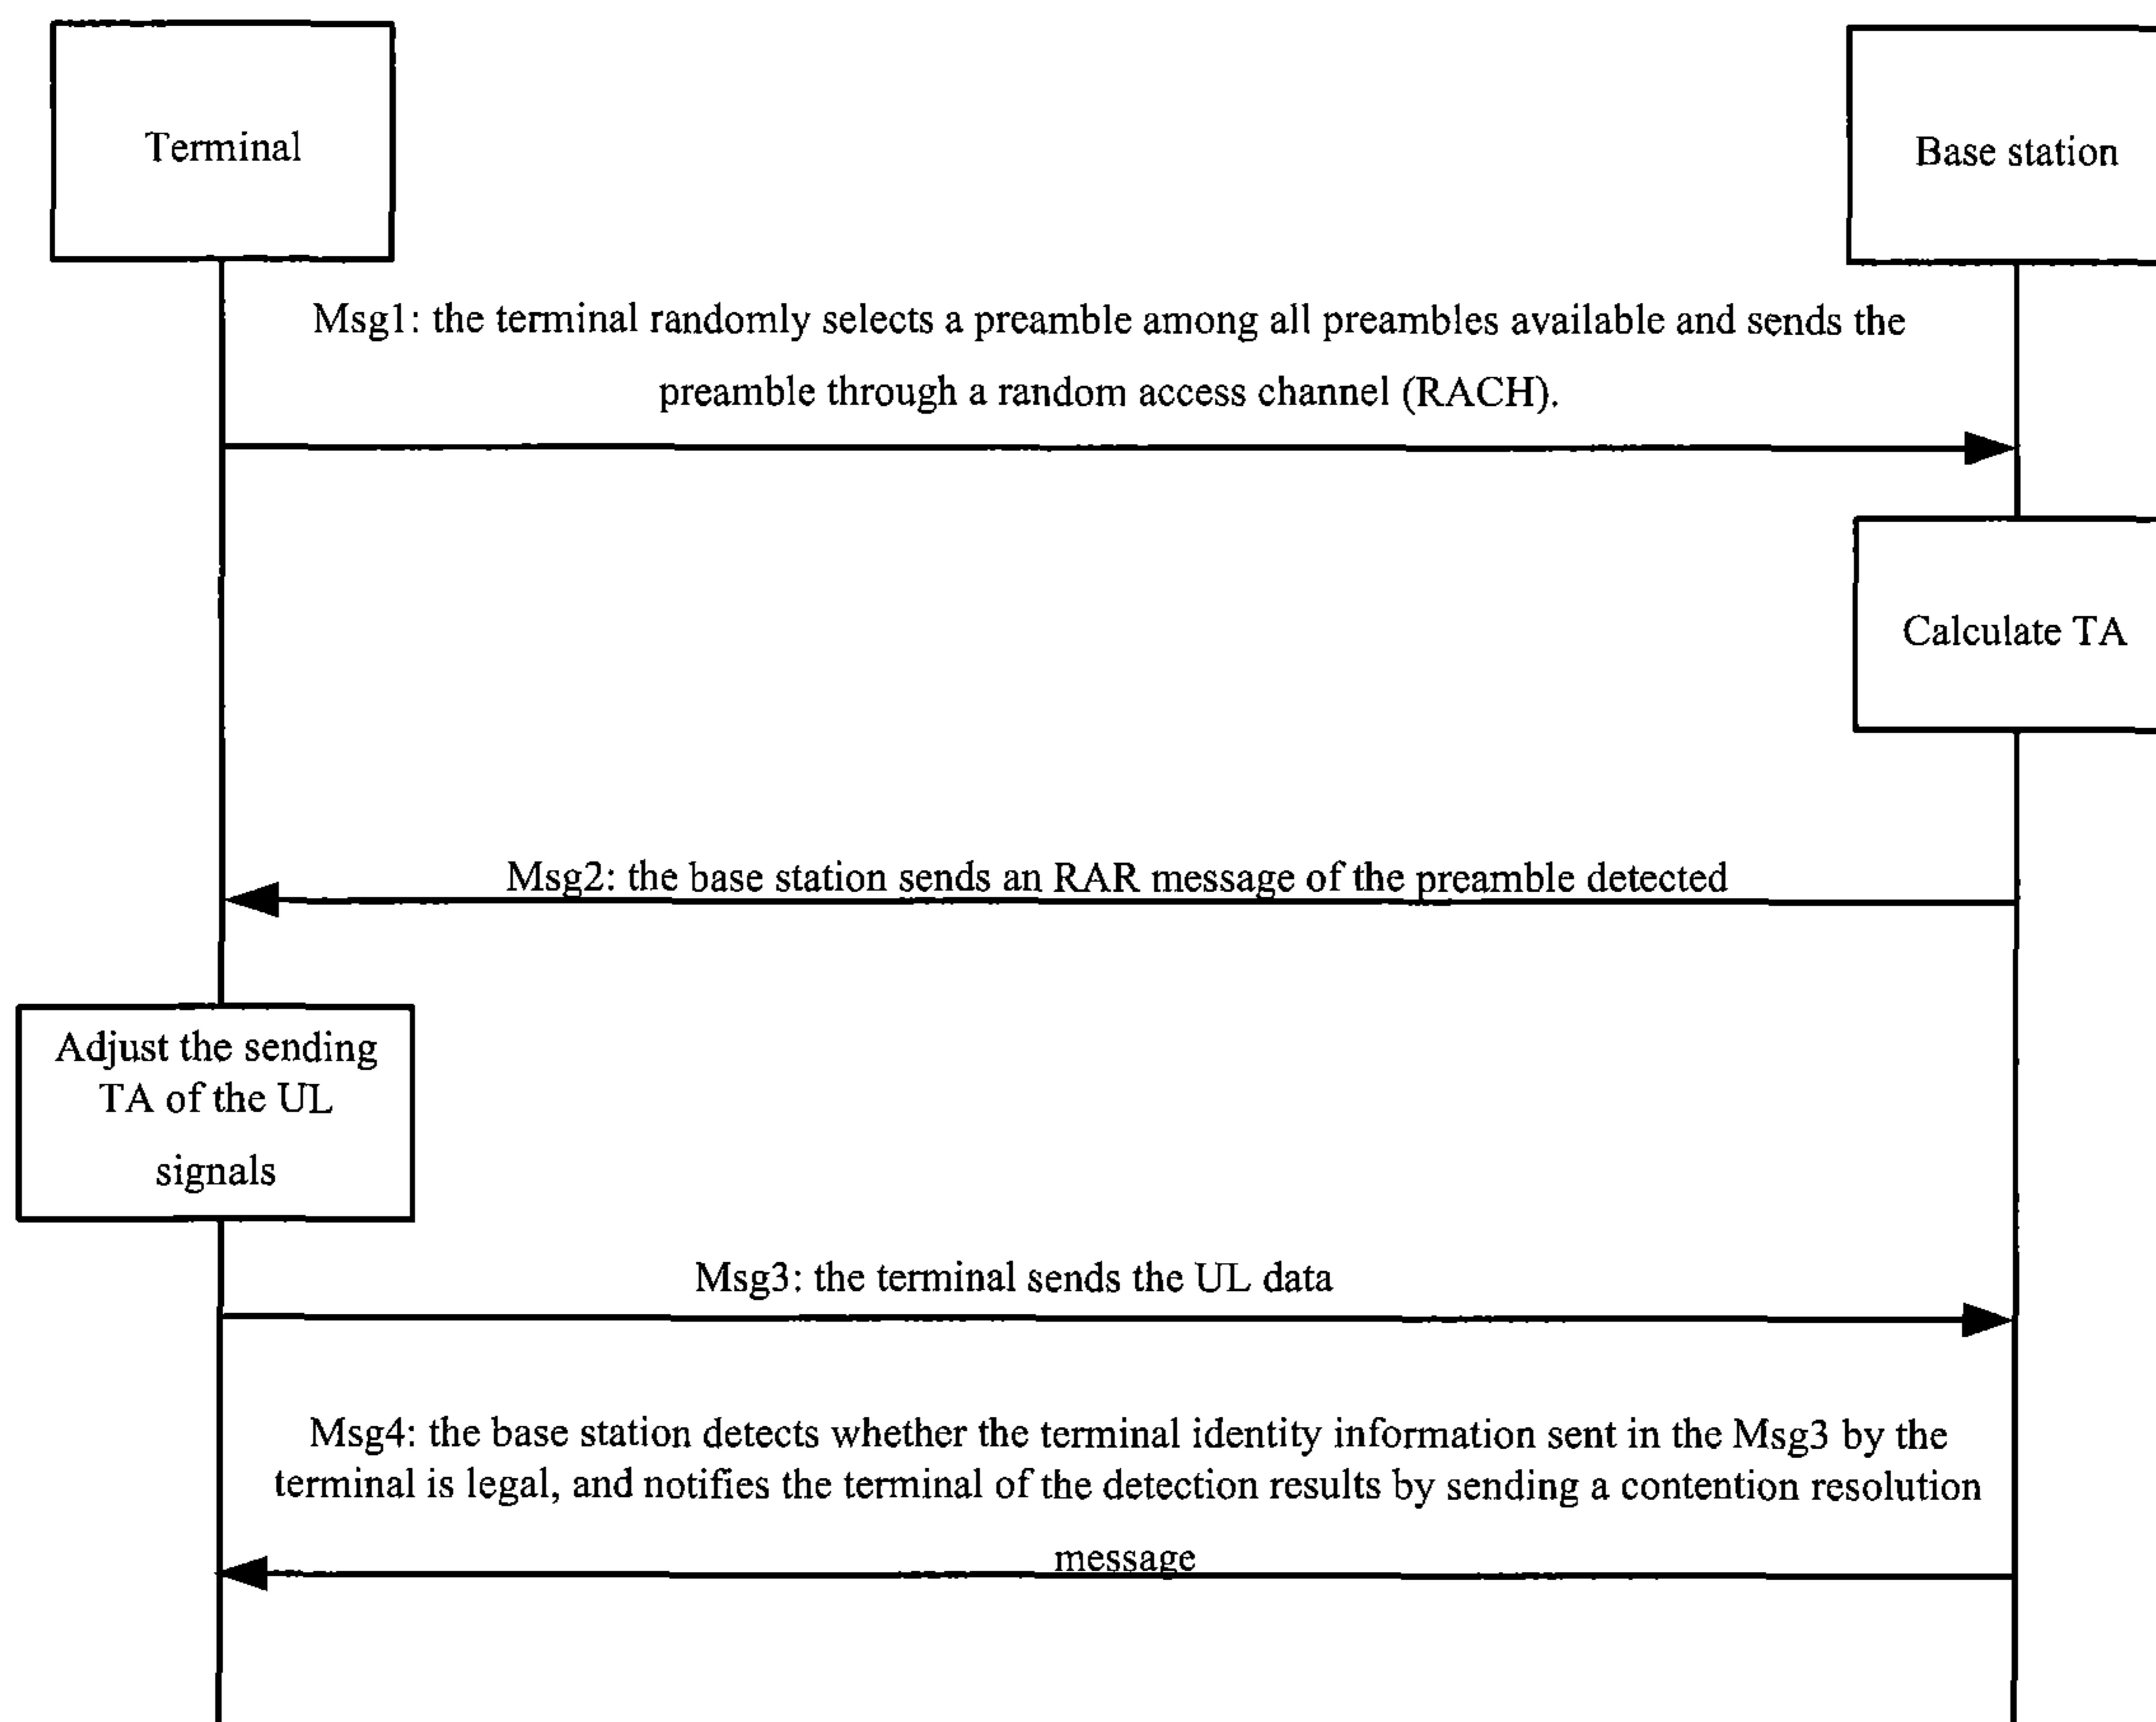 Terminal
Base station
Msg1: the terminal randomly selects a preamble among all preambles available and sends the
preamble through a random access channel (RACH).
Calculate TA
Msg2: the base station sends an RAR message of the preamble detected
Adjust the sending
TA of the UL
signals
Msg3: the terminal sends the UL data
Msg4: the base station detects whether the terminal identity information sent in the Msg3 by the
terminal is legal, and notifies the terminal of the detection results by sending a contention resolution
message